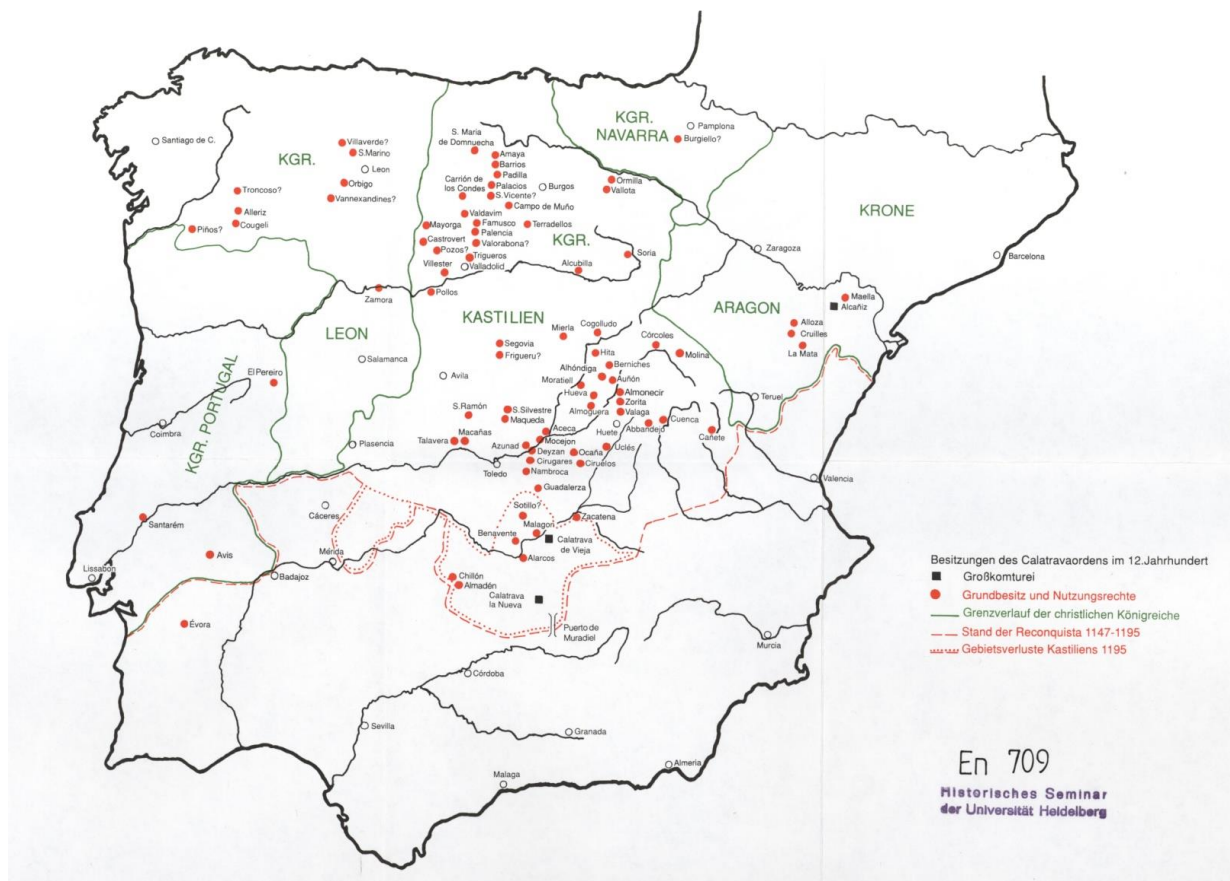 KGR.
NAVARRA
Pamplona
Burgiello?
Santiago de C.
Villaverde?
S.Marino
KGR.
Leon
Orbigo
Vannexandines?
Troncoso?
Alleriz
Cougeli
Piños?
S. Maria
de Domnuecha
Amaya
Barrios
Padilla
Carrión de
los Condes
Palacios
S.Vicente?
Burgos
Campo de Muño
Ormilla
Vallota
KRONE
Valdavim
Mayorga
Famusco
Terradellos
Palencia
Castrovert
Valorabona?
KGR.
Pozos?
Trigueros
Villester
Valladolid
Soria
Alcubilla
Zaragoza
Barcelona
Zamora
Pollos
LEON
KASTILIEN
ARAGON
Maella
Alcañiz
Alloza
Cruilles
La Mata
Mierla
Cogolludo
Segovia
Frigueru?
Hita
Córcoles
Molina
Salamanca
Avila
Alhóndiga
Berniches
Moratiell
Auñón
Hueva
Almonecir
Zorita
Almoguera
Valaga
Teruel
El Pereiro
KGR. PORTUGAL
Coimbra
S.Ramón
S.Silvestre
Maqueda
Huete
Abbandejo
Cuenca
Cañete
Plasencia
Talavera
Macañas
Aceca
Azunad
Mocejon
Deyzan
Cirugares
Nambroca
Ocaña
Uclés
Ciruelos
Toledo
Valencia
Guadalerza
Cáceres
Sotillo?
Santarém
Malagon
Zacatena
Benavente
Calatrava
de Vieja
Avis
Mérida
Alarcos
Lissabon
Badajoz
Chillón
Almadén
Calatrava
la Nueva
Évora
Puerto de
Muradiel
Murcia
Córdoba
Sevilla
Granada
Almeria
Malaga
Besitzungen des Calatravaordens im 12.Jahrhundert
Großkomturei
Grundbesitz und Nutzungsrechte
Grenzverlauf der christlichen Königreiche
Stand der Reconquista 1147-1195
Gebietsverluste Kastiliens 1195
En 709
Historisches Seminar
der Universität Heidelberg